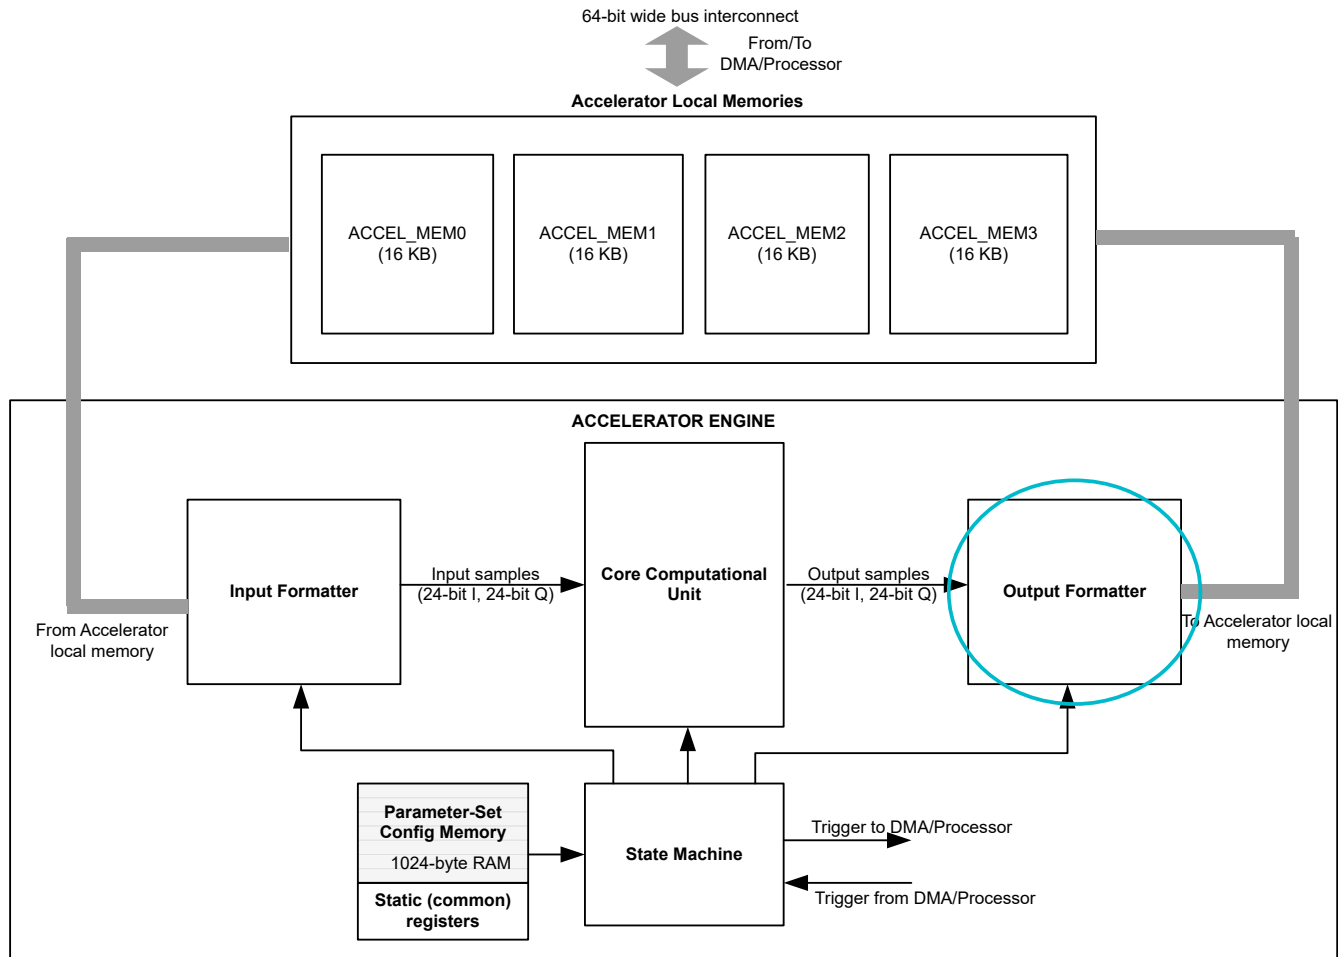 64-bit wide bus interconnect
From/To
DMA/Processor
Accelerator Local Memories
ACCEL_MEM0
(16 KB)
ACCEL_MEM1
(16 KB)
ACCEL_MEM2
(16 KB)
ACCEL_MEM3
(16 KB)
ACCELERATOR ENGINE
Input Formatter
Input samples
(24-bit I, 24-bit Q)
Core Computational
Unit
Output samples
(24-bit I, 24-bit Q)
Output Formatter
From Accelerator
local memory
To Accelerator local
memory
Parameter-Set
Config Memory
1024-byte RAM
Static (common)
registers
State Machine
Trigger to DMA/Processor
Trigger from DMA/Processor